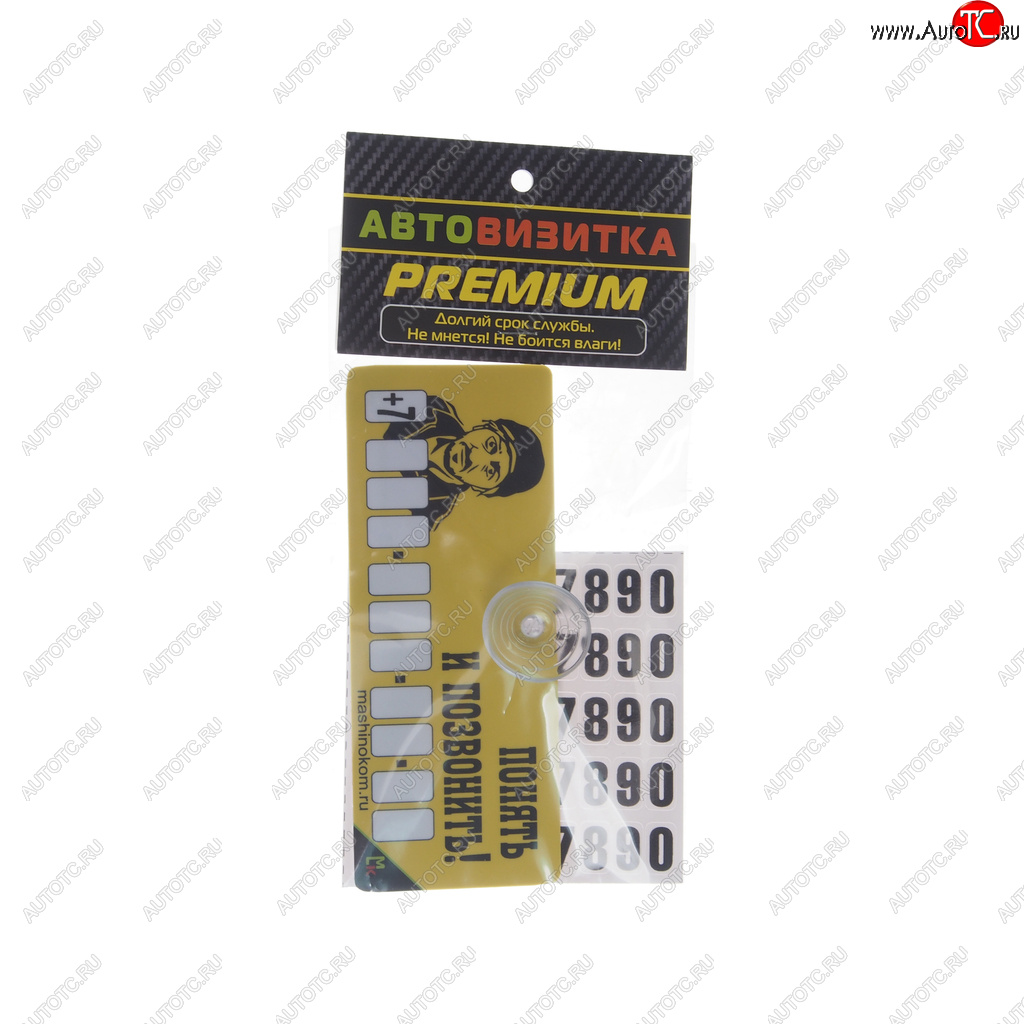 www.AutoTC.ru
АВТОВИЗИТКА
PREMIUM
Долгий срок службы.
Не мнется! Не боится влаги!
+7
ПОНЯТЬ
И ПОЗВОНИТЬ!
mashinokom.ru
MK
7890
7890
7890
7890
7890
AUTOTC.RU